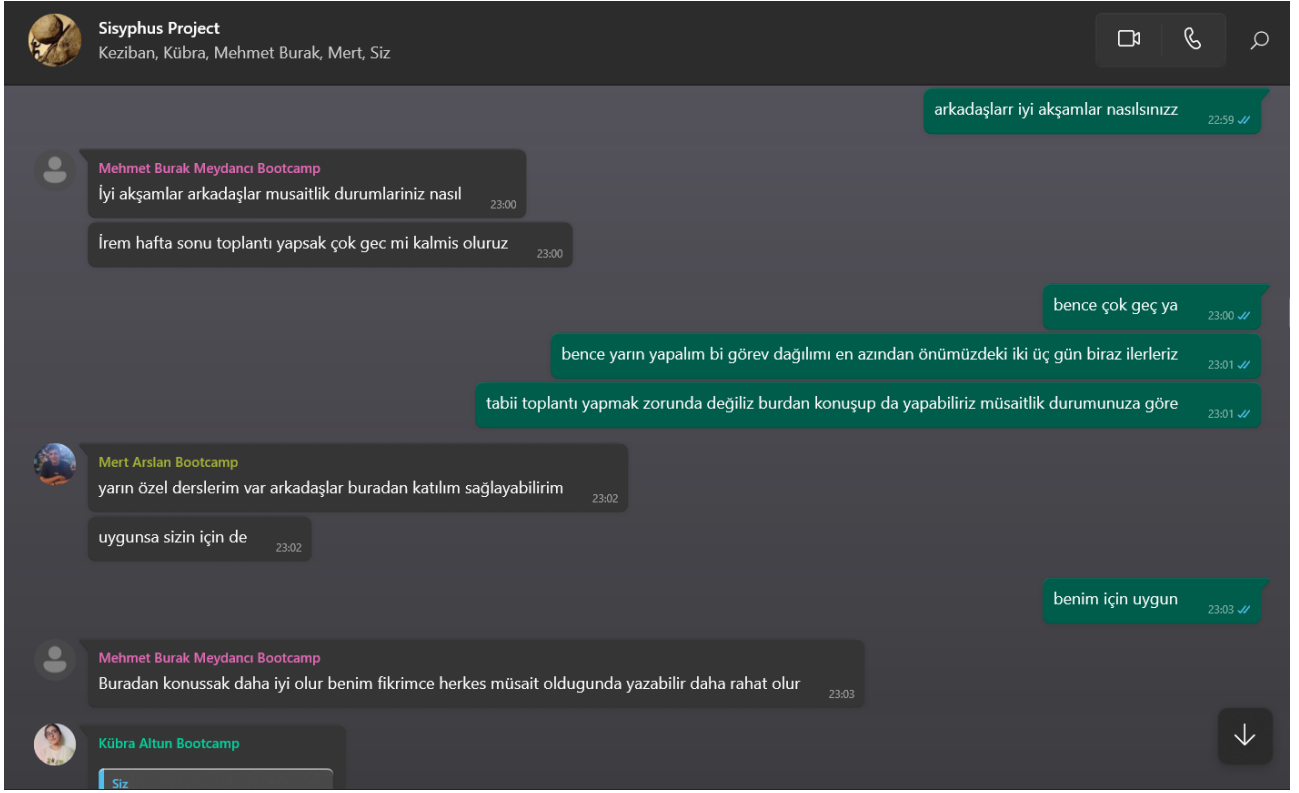 Sisyphus Project
Keziban, Kübra, Mehmet Burak, Mert, Siz
arkadaşlarr iyi akşamlar nasılsınızz 22:59
Mehmet Burak Meydancı Bootcamp
İyi akşamlar arkadaşlar musaitlik durumlariniz nasıl 23:00
İrem hafta sonu toplantı yapsak çok gec mi kalmis oluruz 23:00
bence çok geç ya 23:00
bence yarın yapalım bi görev dağılımı en azından önümüzdeki iki üç gün biraz ilerleriz 23:01
tabii toplantı yapmak zorunda değiliz burdan konuşup da yapabiliriz müsaitlik durumunuza göre 23:01
Mert Arslan Bootcamp
yarın özel derslerim var arkadaşlar buradan katılım sağlayabilirim 23:02
uygunsa sizin için de 23:02
benim için uygun 23:03
Mehmet Burak Meydancı Bootcamp
Buradan konussak daha iyi olur benim fikrimce herkes müsait oldugunda yazabilir daha rahat olur 23:03
Kübra Altun Bootcamp
Siz